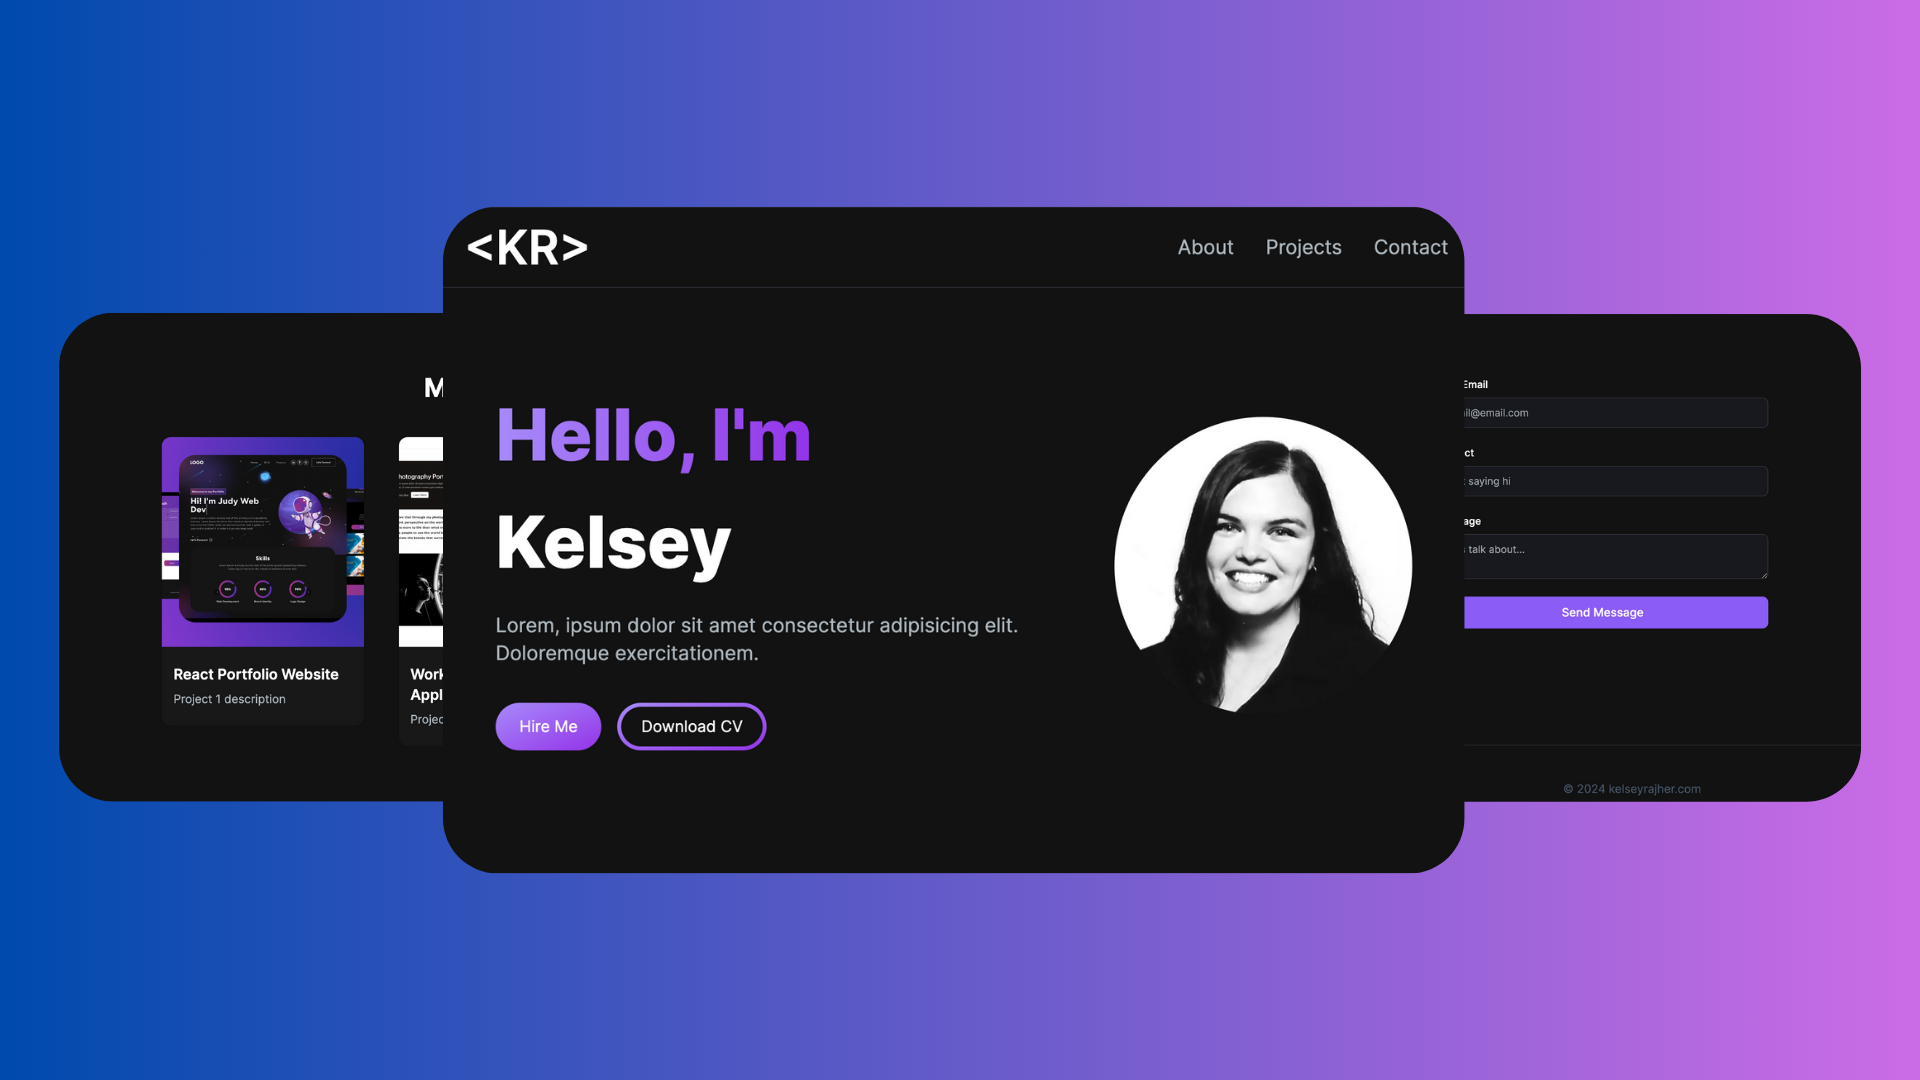 <KR>
About
Projects
Contact
Hello, I'm
Kelsey
Lorem, ipsum dolor sit amet consectetur adipisicing elit.
Doloremque exercitationem.
Hire Me
Download CV
M
LOGO
Hi! I'm Judy Web
Dev
Skills
React Portfolio Website
Project 1 description
hotography Por
Work
Appl
Projec
Email
il@email.com
ct
saying hi
age
talk about...
Send Message
© 2024 kelseyrajher.com